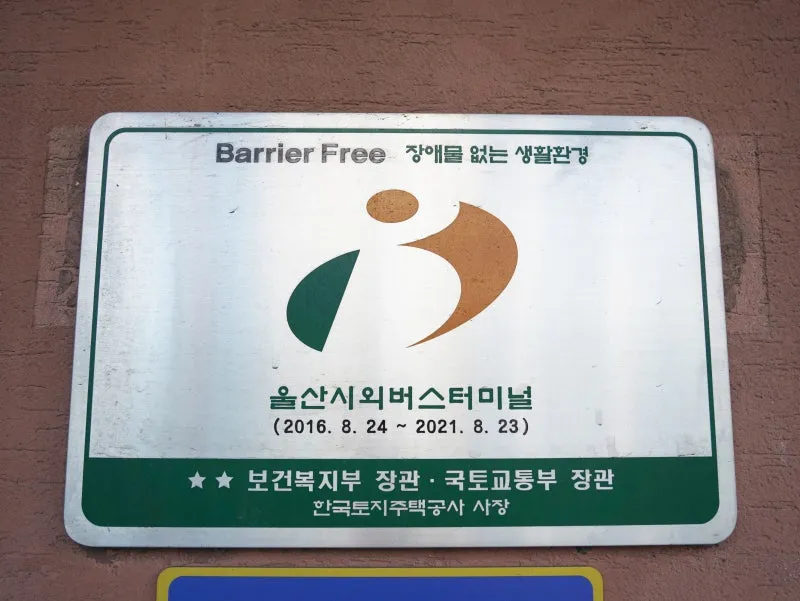 Barrier Free 장애물 없는 생활환경
울산시외버스터미널
(2016. 8. 24 ~ 2021. 8. 23)
★★ 보건복지부 장관 · 국토교통부 장관
한국토지주택공사 사장